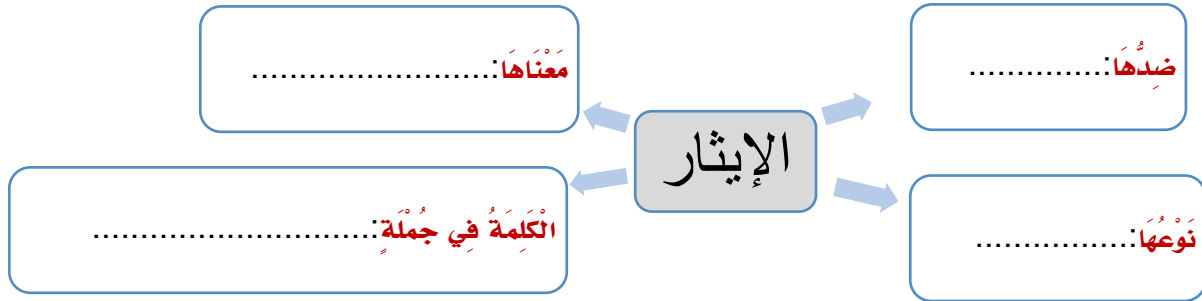 ضِدُّهَا:..............
مَعْنَاهَا:.........................
الإيثار
نَوْعُهَا:................
الْكَلِمَةُ فِي جُمْلَةٍ:.............................